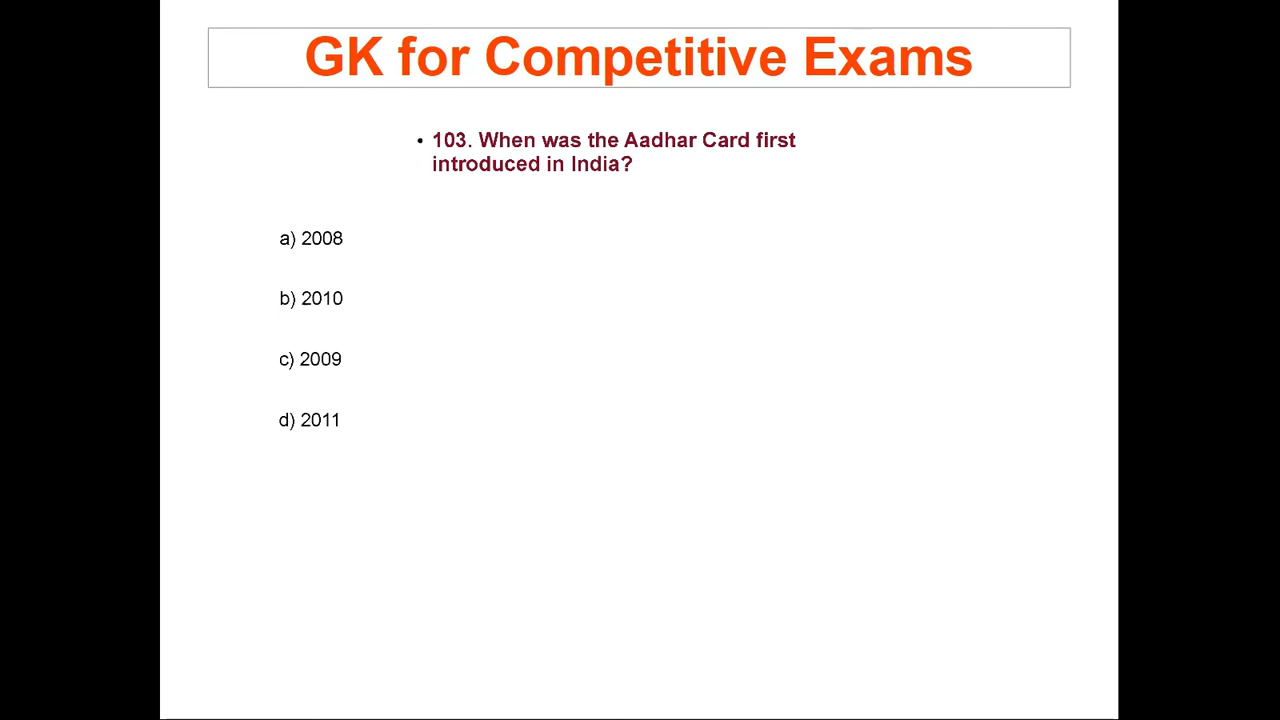 GK for Competitive Exams
• 103. When was the Aadhar Card first
introduced in India?
a) 2008
b) 2010
c) 2009
d) 2011